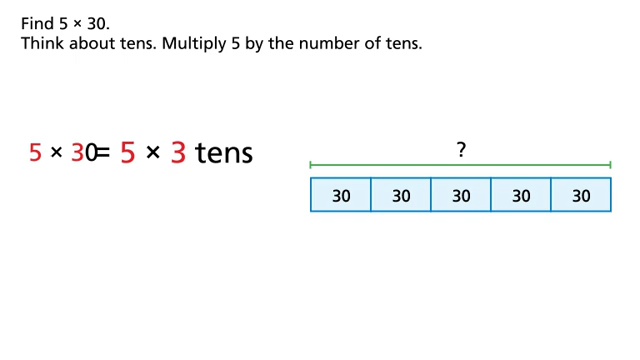 Find 5 × 30.
Think about tens. Multiply 5 by the number of tens.
5 × 30= 5 × 3 tens
?
30 30 30 30 30